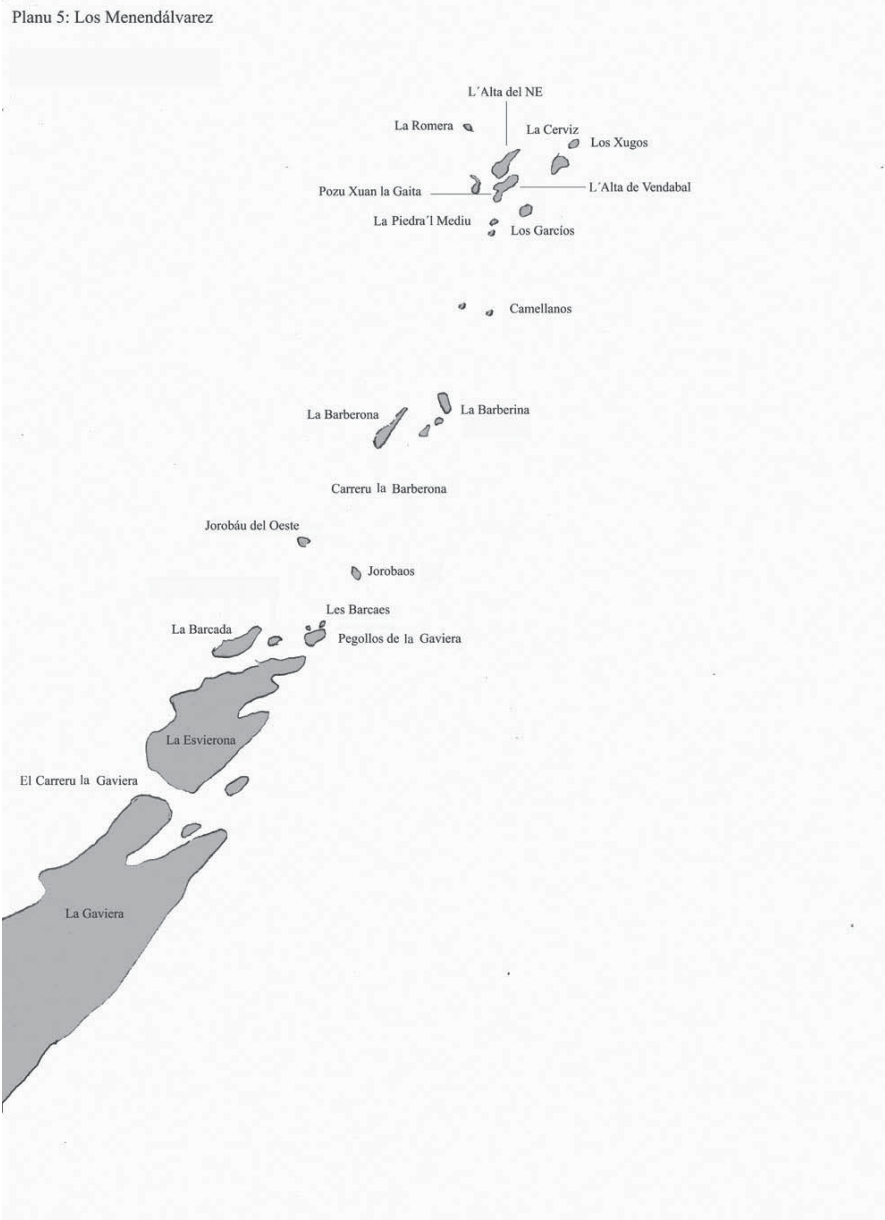 Planu 5: Los Menendálvarez
L´Alta del NE
La Romera
La Cerviz
Los Xugos
Pozu Xuan la Gaita
L´Alta de Vendabal
La Piedra´l Mediu
Los Garcíos
Camellanos
La Barberona
La Barberina
Carreru la Barberona
Jorobáu del Oeste
Jorobaos
Les Barcaes
La Barcada
Pegollos de la Gaviera
La Esvierona
El Carreru la Gaviera
La Gaviera